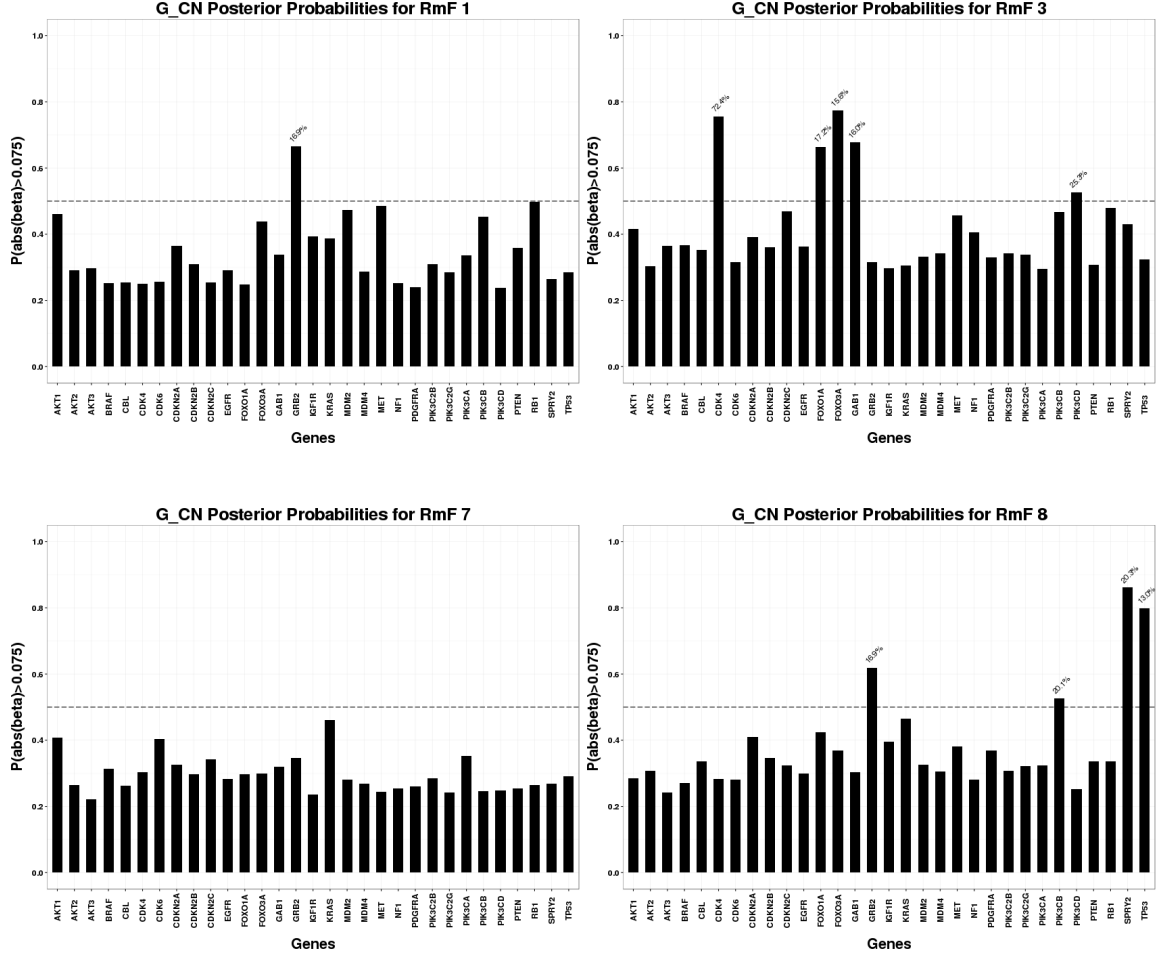 G_CN Posterior Probabilities for RmF 1
P(abs(beta)>0.075)
1.0
0.8
0.6
0.4
0.2
0.0
16.9%
AKT1
AKT2
AKT3
BRAF
CBL
CDK4
CDK6
CDKN2A
CDKN2B
CDKN2C
EGFR
FOXO1A
FOXO3A
GAB1
GRB2
IGF1R
KRAS
MDM2
MDM4
MET
NF1
PDGFRA
PIK3C2B
PIK3C2G
PIK3CA
PIK3CB
PIK3CD
PTEN
RB1
SPRY2
TP53
Genes
G_CN Posterior Probabilities for RmF 3
P(abs(beta)>0.075)
1.0
0.8
0.6
0.4
0.2
0.0
72.4%
17.2%
15.6%
16.0%
25.3%
AKT1
AKT2
AKT3
BRAF
CBL
CDK4
CDK6
CDKN2A
CDKN2B
CDKN2C
EGFR
FOXO1A
FOXO3A
GAB1
GRB2
IGF1R
KRAS
MDM2
MDM4
MET
NF1
PDGFRA
PIK3C2B
PIK3C2G
PIK3CA
PIK3CB
PIK3CD
PTEN
RB1
SPRY2
TP53
Genes
G_CN Posterior Probabilities for RmF 7
P(abs(beta)>0.075)
1.0
0.8
0.6
0.4
0.2
0.0
AKT1
AKT2
AKT3
BRAF
CBL
CDK4
CDK6
CDKN2A
CDKN2B
CDKN2C
EGFR
FOXO1A
FOXO3A
GAB1
GRB2
IGF1R
KRAS
MDM2
MDM4
MET
NF1
PDGFRA
PIK3C2B
PIK3C2G
PIK3CA
PIK3CB
PIK3CD
PTEN
RB1
SPRY2
TP53
Genes
G_CN Posterior Probabilities for RmF 8
P(abs(beta)>0.075)
1.0
0.8
0.6
0.4
0.2
0.0
16.9%
20.1%
20.3%
13.0%
AKT1
AKT2
AKT3
BRAF
CBL
CDK4
CDK6
CDKN2A
CDKN2B
CDKN2C
EGFR
FOXO1A
FOXO3A
GAB1
GRB2
IGF1R
KRAS
MDM2
MDM4
MET
NF1
PDGFRA
PIK3C2B
PIK3C2G
PIK3CA
PIK3CB
PIK3CD
PTEN
RB1
SPRY2
TP53
Genes